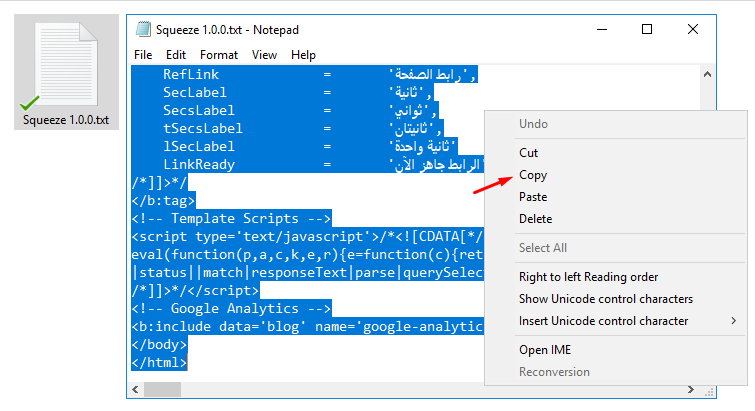 Squeeze 1.0.0.txt
Squeeze 1.0.0.txt - Notepad
File Edit Format View Help
RefLink = 'رابط الصفحة',
SecLabel = 'ثانية',
SecsLabel = 'ثواني',
tSecsLabel = 'ثانيتان',
lSecLabel = 'ثانية واحدة'
LinkReady = 'الرابط جاهز الآن'
/*]]>*/
</b:tag>
<!-- Template Scripts -->
<script type='text/javascript'>/*<![CDATA[*/
eval(function(p,a,c,k,e,r){e=function(c){ret
|status||match|responseText|parse|querySelec
/*]]>*/</script>
<!-- Google Analytics -->
<b:include data='blog' name='google-analytic
</body>
</html>
Undo
Cut
Copy
Paste
Delete
Select All
Right to left Reading order
Show Unicode control characters
Insert Unicode control character
Open IME
Reconversion